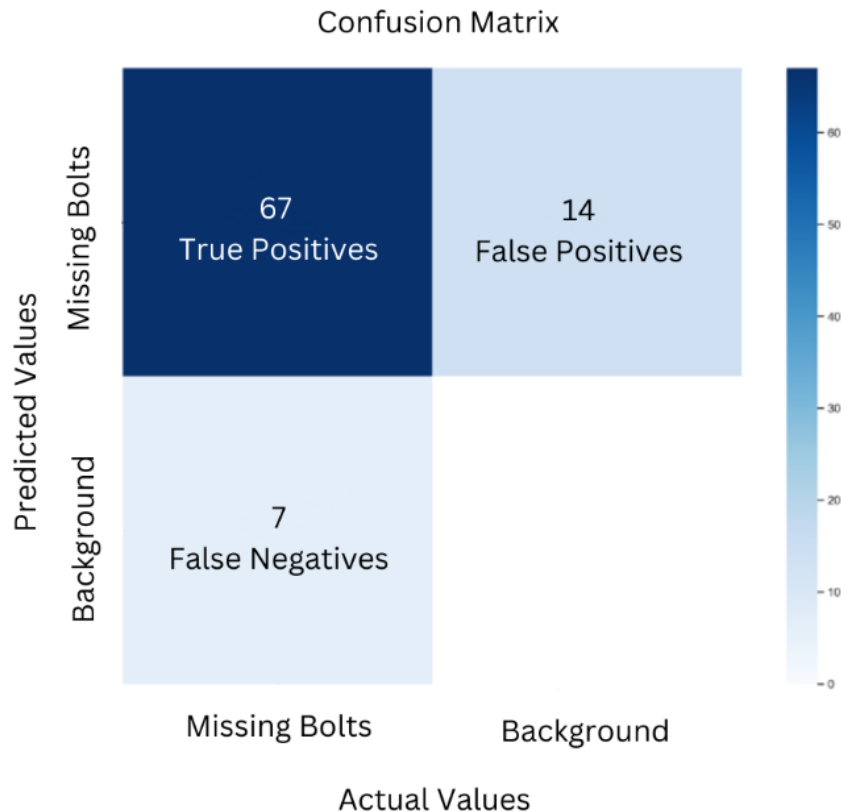 Confusion Matrix
Predicted Values
Missing Bolts
Background
67
True Positives
14
False Positives
7
False Negatives
60
50
40
30
20
10
0
Missing Bolts
Background
Actual Values